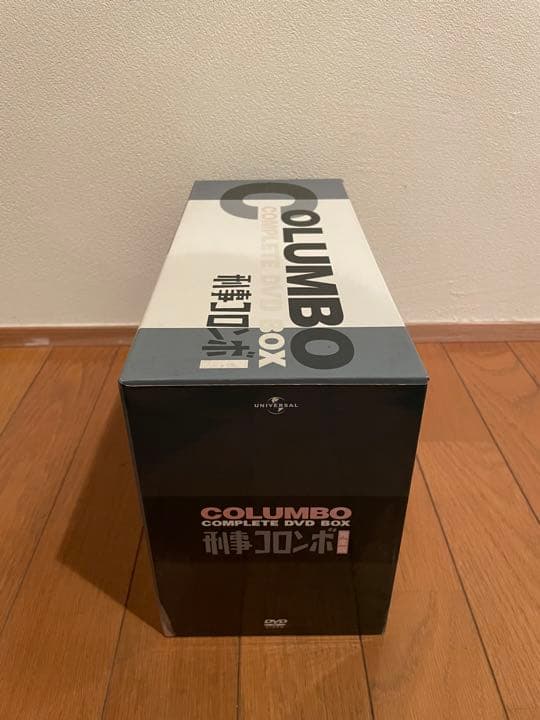 COLUMBO
COMPLETE DVD BOX
刑事コロンボ
UNIVERSAL
COLUMBO
COMPLETE DVD BOX
刑事コロンボ
DVD